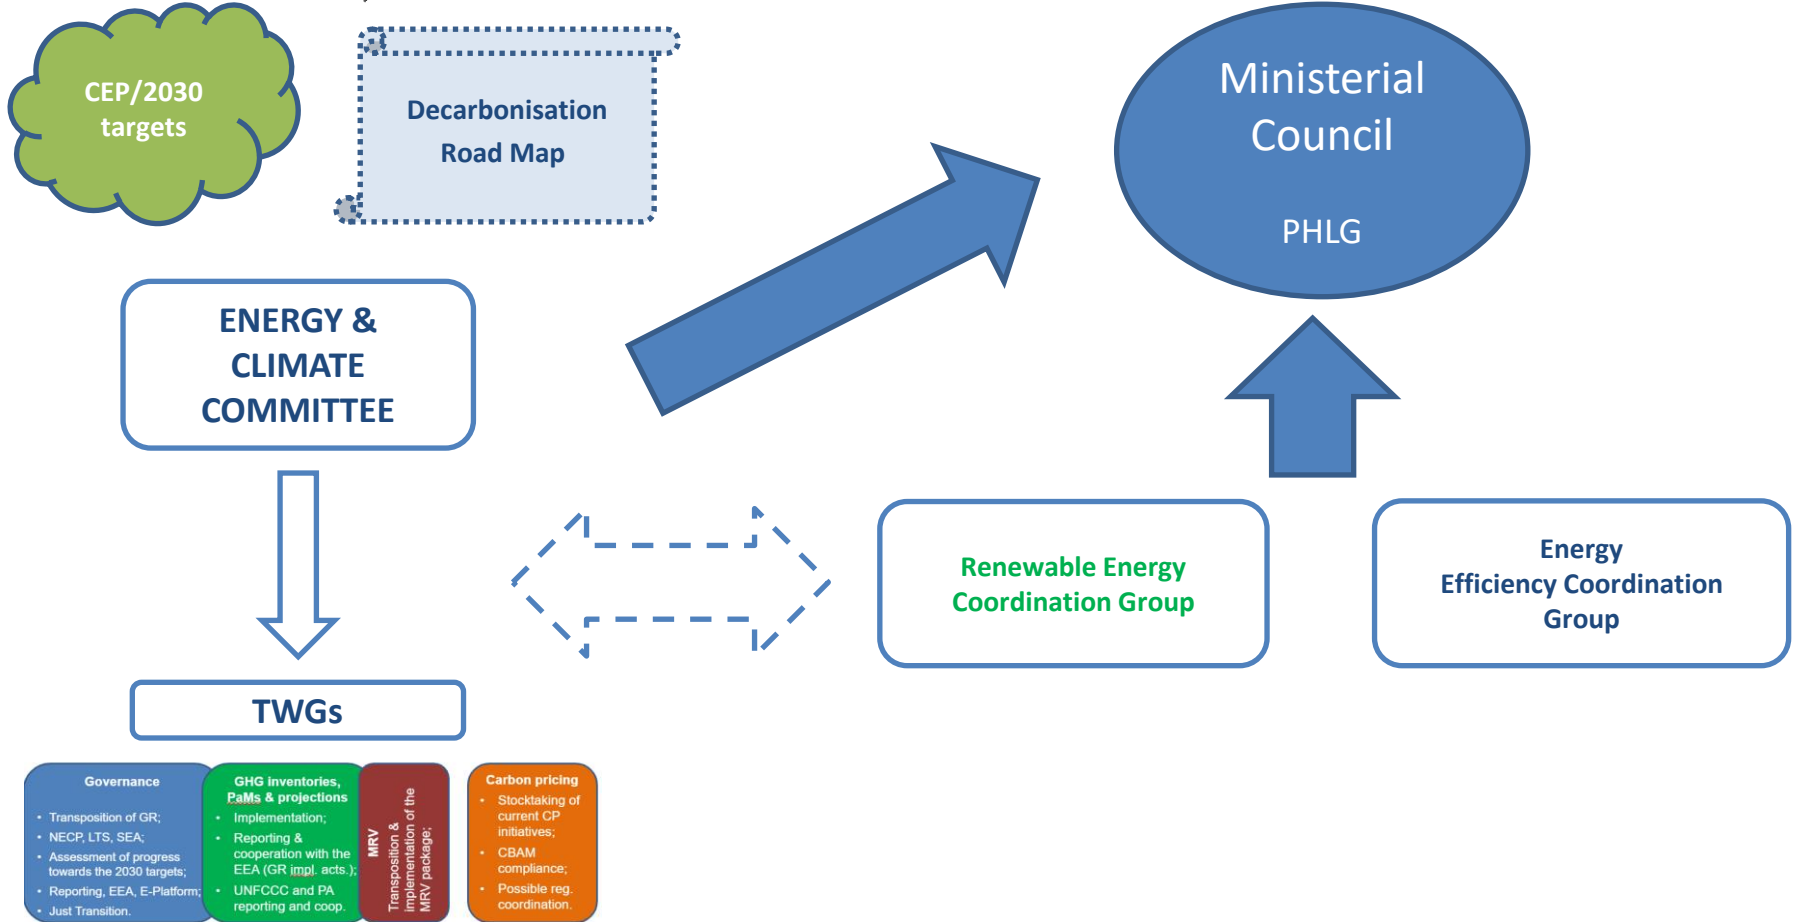 CEP/2030
targets
Decarbonisation
Road Map
Ministerial
Council
PHLG
ENERGY &
CLIMATE
COMMITTEE
Renewable Energy
Coordination Group
Energy
Efficiency Coordination
Group
TWGs
Governance
• Transposition of GR;
• NECP, LTS, SEA;
• Assessment of progress
towards the 2030 targets;
• Reporting, EEA, E-Platform;
• Just Transition.
GHG inventories,
PaMs & projections
• Implementation;
• Reporting &
cooperation with the
EEA (GR impl. acts.);
• UNFCCC and PA
reporting and coop.
MRV
Transposition &
implementation of the
MRV package;
Carbon pricing
• Stocktaking of
current CP
initiatives;
• CBAM
compliance;
• Possible reg.
coordination.